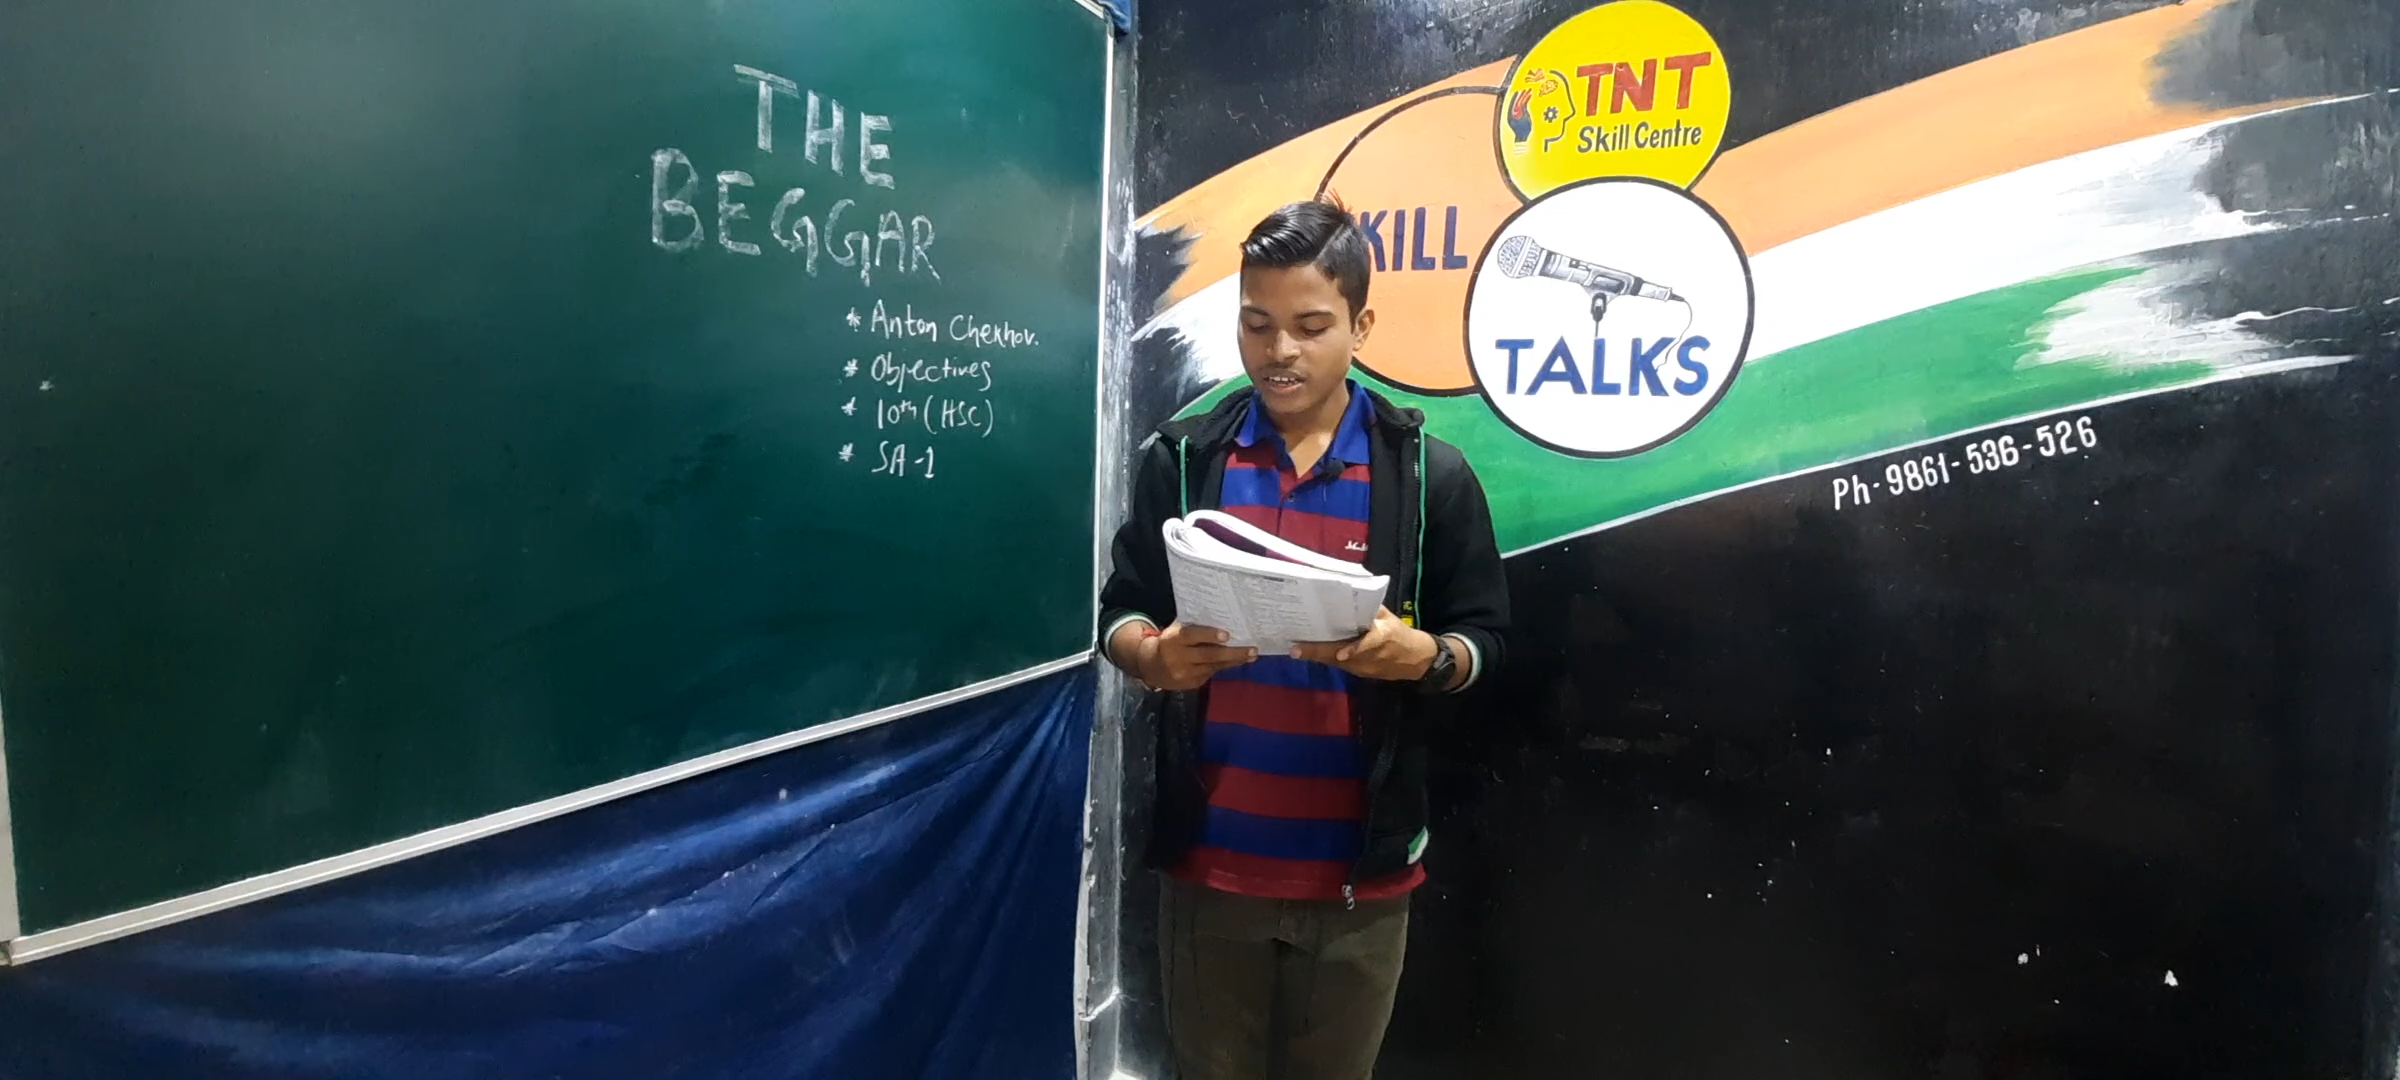 THE
BEGGAR
* Anton Chekhov.
* Objectives
* 10th (HSC)
* SA-1
TNT
Skill Centre
KILL
TALKS
Ph-9861-536-526